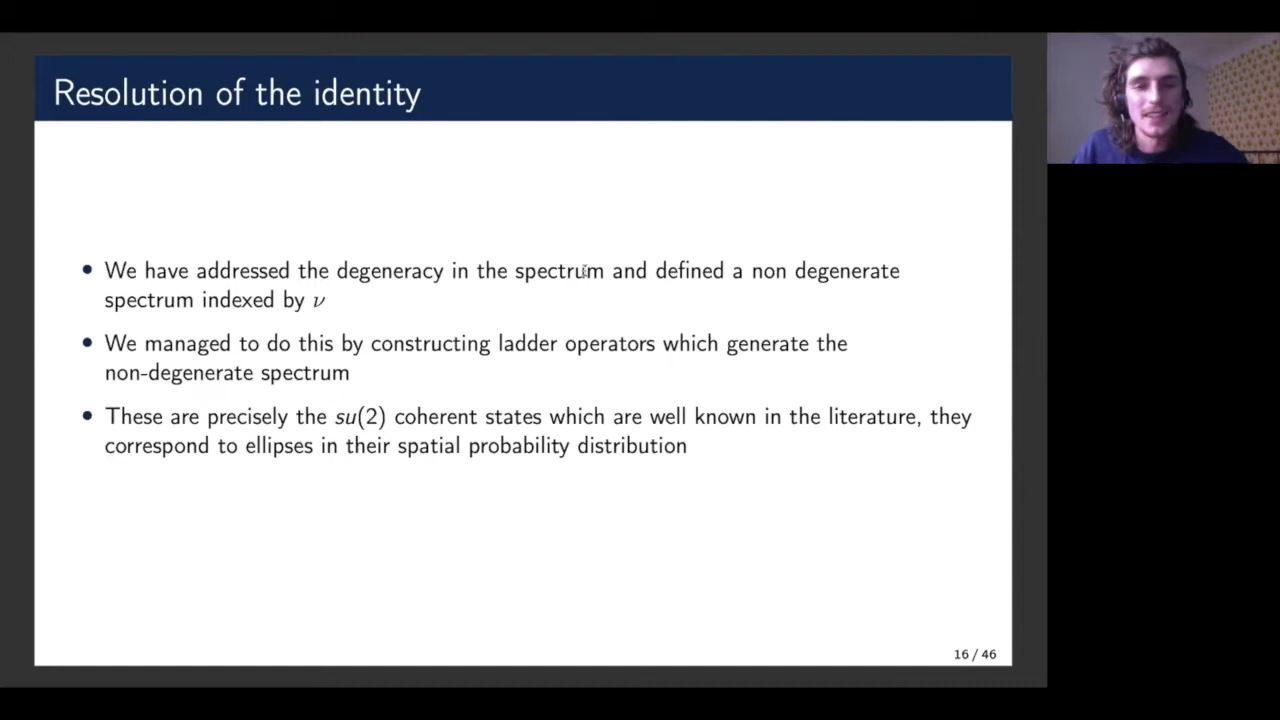 Resolution of the identity
• We have addressed the degeneracy in the spectrum and defined a non degenerate
spectrum indexed by ν
• We managed to do this by constructing ladder operators which generate the
non-degenerate spectrum
• These are precisely the su(2) coherent states which are well known in the literature, they
correspond to ellipses in their spatial probability distribution
16 / 46